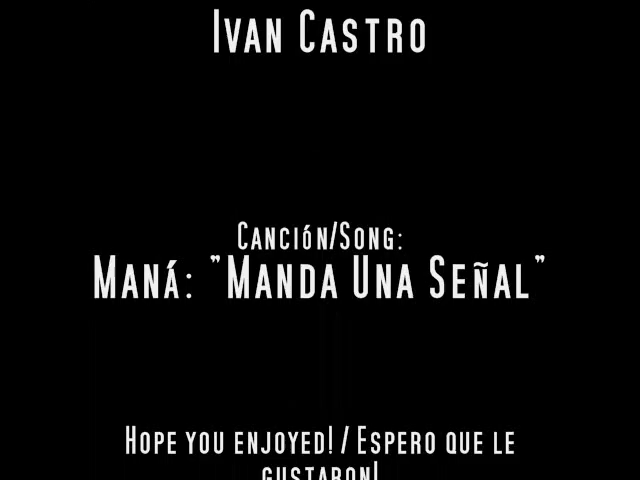 Ivan Castro
Canción/Song:
Maná: "Manda Una Señal"
Hope you enjoyed! / Espero que le
gustaron!